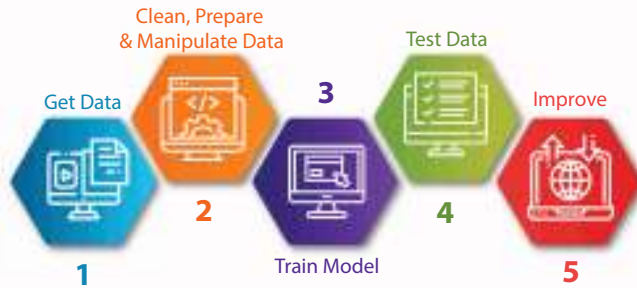 Get Data
1
Clean, Prepare
& Manipulate Data
2
3
Train Model
Test Data
4
Improve
5